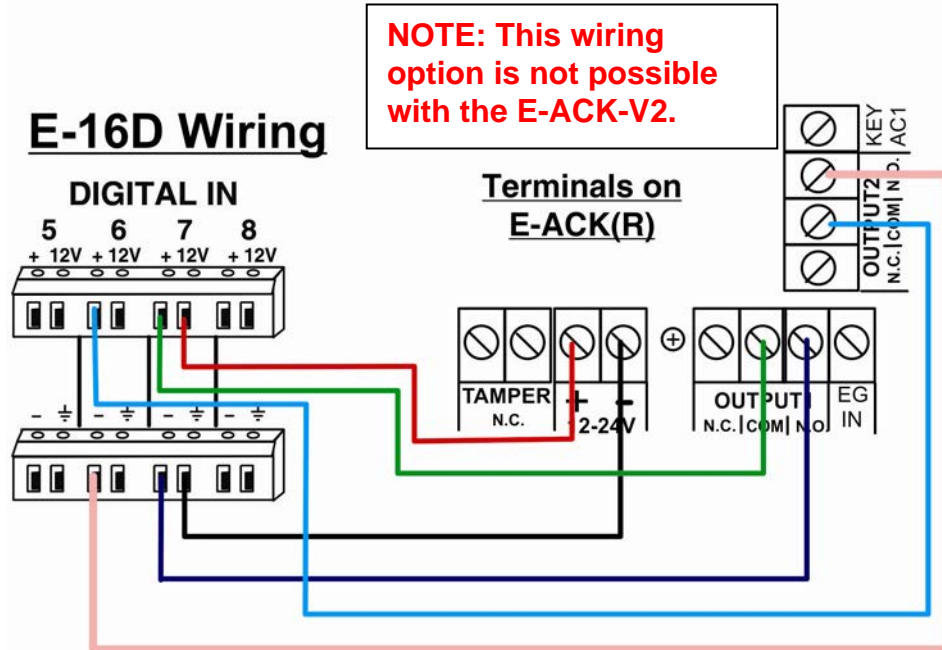 NOTE: This wiring
option is not possible
with the E-ACK-V2.
E-16D Wiring
DIGITAL IN
5 6 7 8
+ 12V + 12V + 12V + 12V
- ⏚ - ⏚ - ⏚ - ⏚
Terminals on
E-ACK(R)
KEY
AC1
OUTPUT2
N.C.|COM|N.O.
TAMPER
N.C.
+ -
12-24V
OUTPUT1
N.C.|COM|N.O.
EG
IN